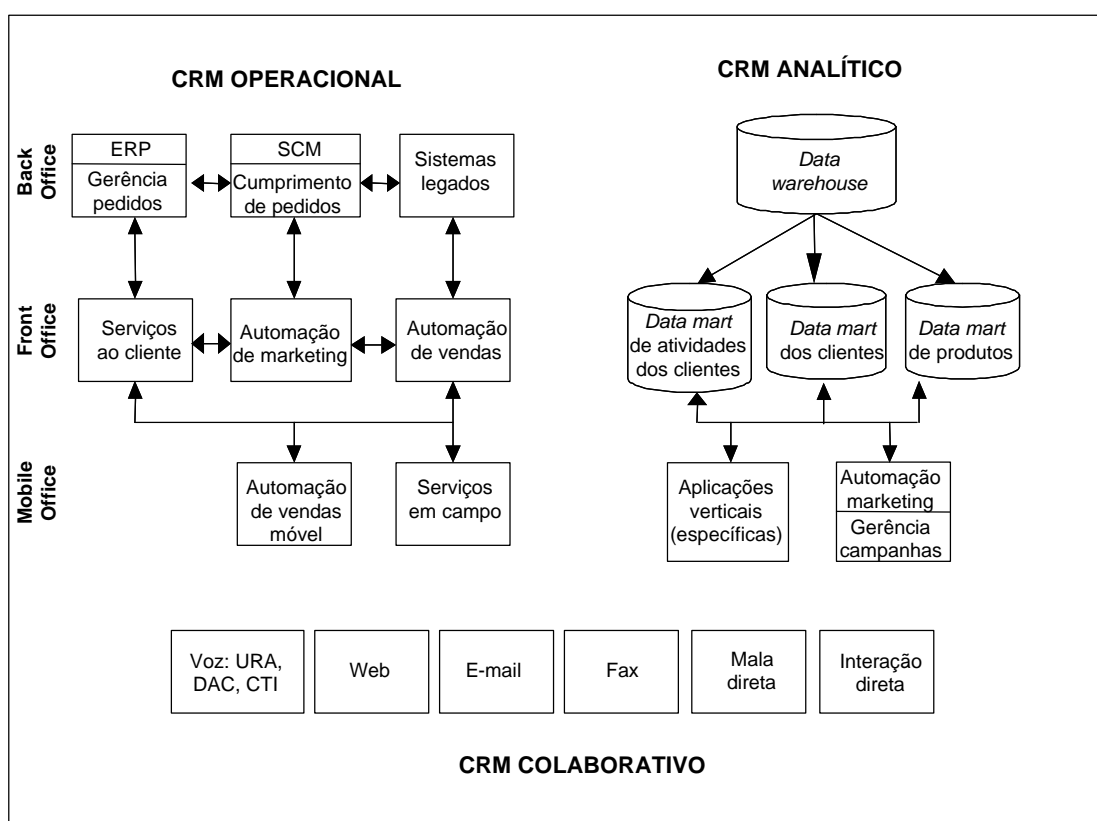 CRM OPERACIONAL
CRM ANALÍTICO
Back
Office
ERP
Gerência
pedidos
SCM
Cumprimento
de pedidos
Sistemas
legados
Data
warehouse
Front
Office
Serviços
ao cliente
Automação
de marketing
Automação
de vendas
Data mart
de atividades
dos clientes
Data mart
dos clientes
Data mart
de produtos
Mobile
Office
Automação
de vendas
móvel
Serviços
em campo
Aplicações
verticais
(específicas)
Automação
marketing
Gerência
campanhas
Voz: URA,
DAC, CTI
Web
E-mail
Fax
Mala
direta
Interação
direta
CRM COLABORATIVO